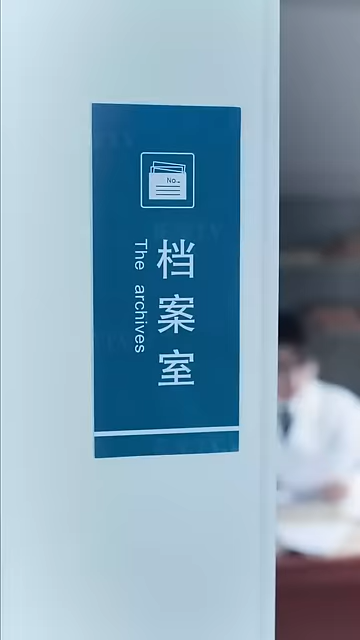 No.
档案室
The archives